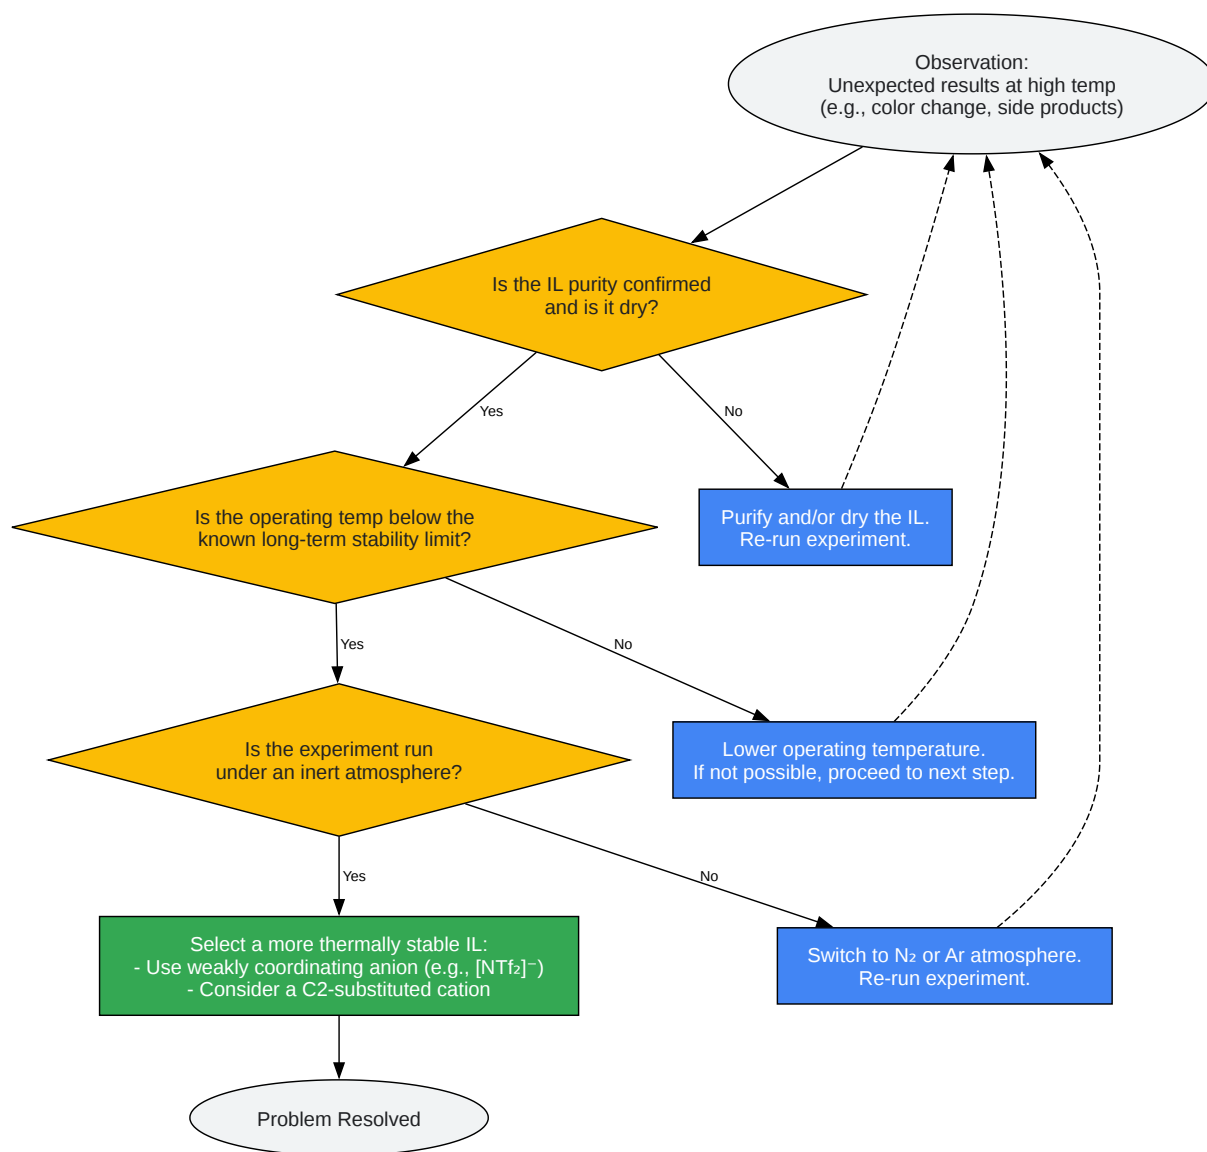 Observation:
Unexpected results at high temp
(e.g., color change, side products)
Is the IL purity confirmed
and is it dry?
Yes
No
Is the operating temp below the
known long-term stability limit?
Purify and/or dry the IL.
Re-run experiment.
Yes
No
Is the experiment run
under an inert atmosphere?
Lower operating temperature.
If not possible, proceed to next step.
Yes
No
Select a more thermally stable IL:
- Use weakly coordinating anion (e.g., [NTf₂]⁻)
- Consider a C2-substituted cation
Switch to N₂ or Ar atmosphere.
Re-run experiment.
Problem Resolved